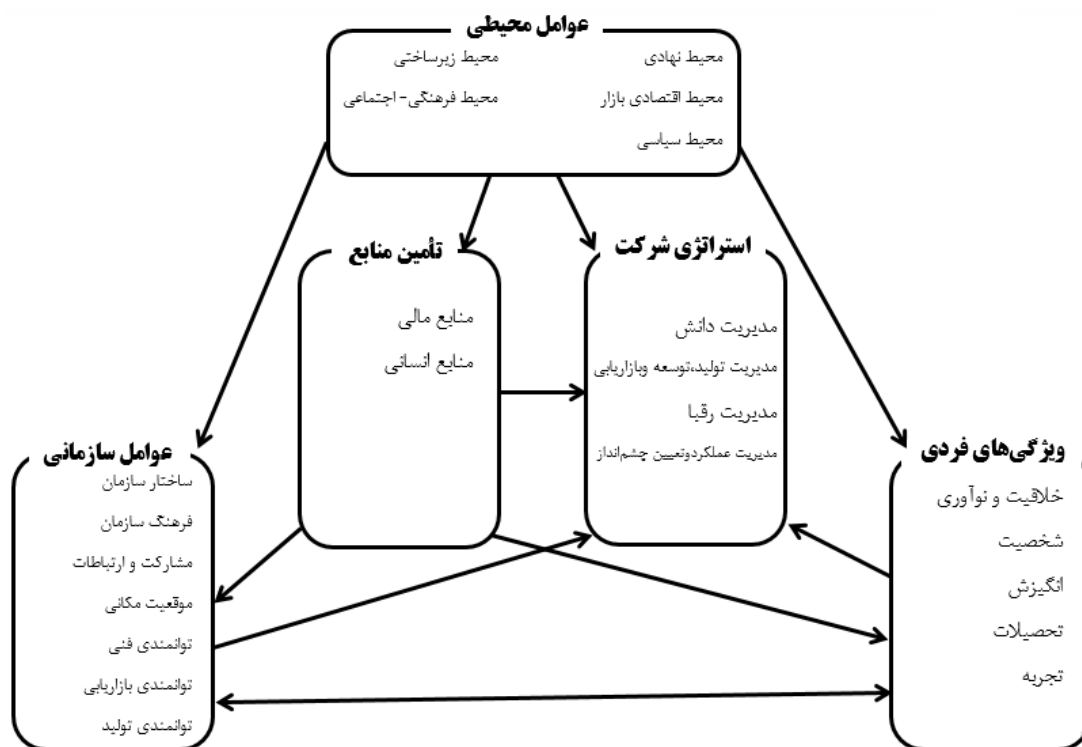 عوامل محیطی
محیط نهادی
محیط زیرساختی
محیط اقتصادی بازار
محیط فرهنگی- اجتماعی
محیط سیاسی
استراتژی شرکت
مدیریت دانش
مدیریت تولید،توسعه وبازاریابی
مدیریت رقبا
مدیریت عملکردوتعیین چشم‌انداز
تأمین منابع
منابع مالی
منابع انسانی
ویژگی‌های فردی
خلاقیت و نوآوری
شخصیت
انگیزش
تحصیلات
تجربه
عوامل سازمانی
ساختار سازمان
فرهنگ سازمان
مشارکت و ارتباطات
موقعیت مکانی
توانمندی فنی
توانمندی بازاریابی
توانمندی تولید